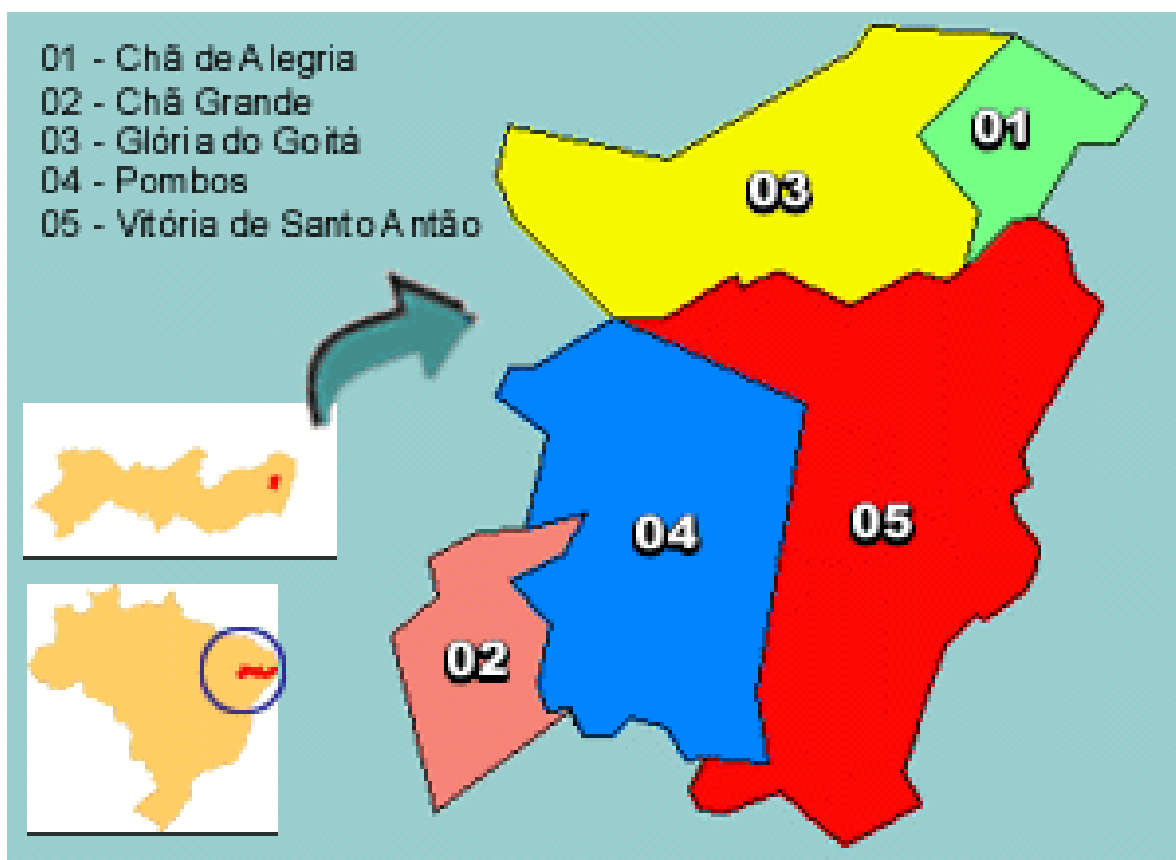 01 - Chã de Alegria
02 - Chã Grande
03 - Glória do Goitá
04 - Pombos
05 - Vitória de Santo Antão
01
03
04
05
02